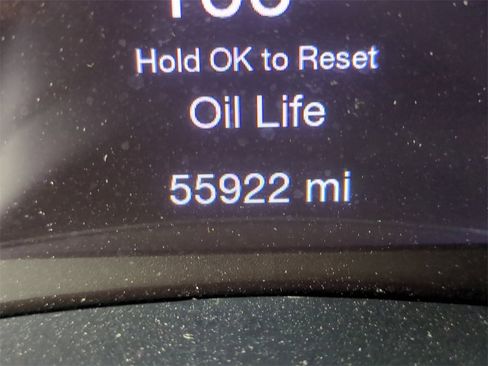 Hold OK to Reset
Oil Life
55922 mi